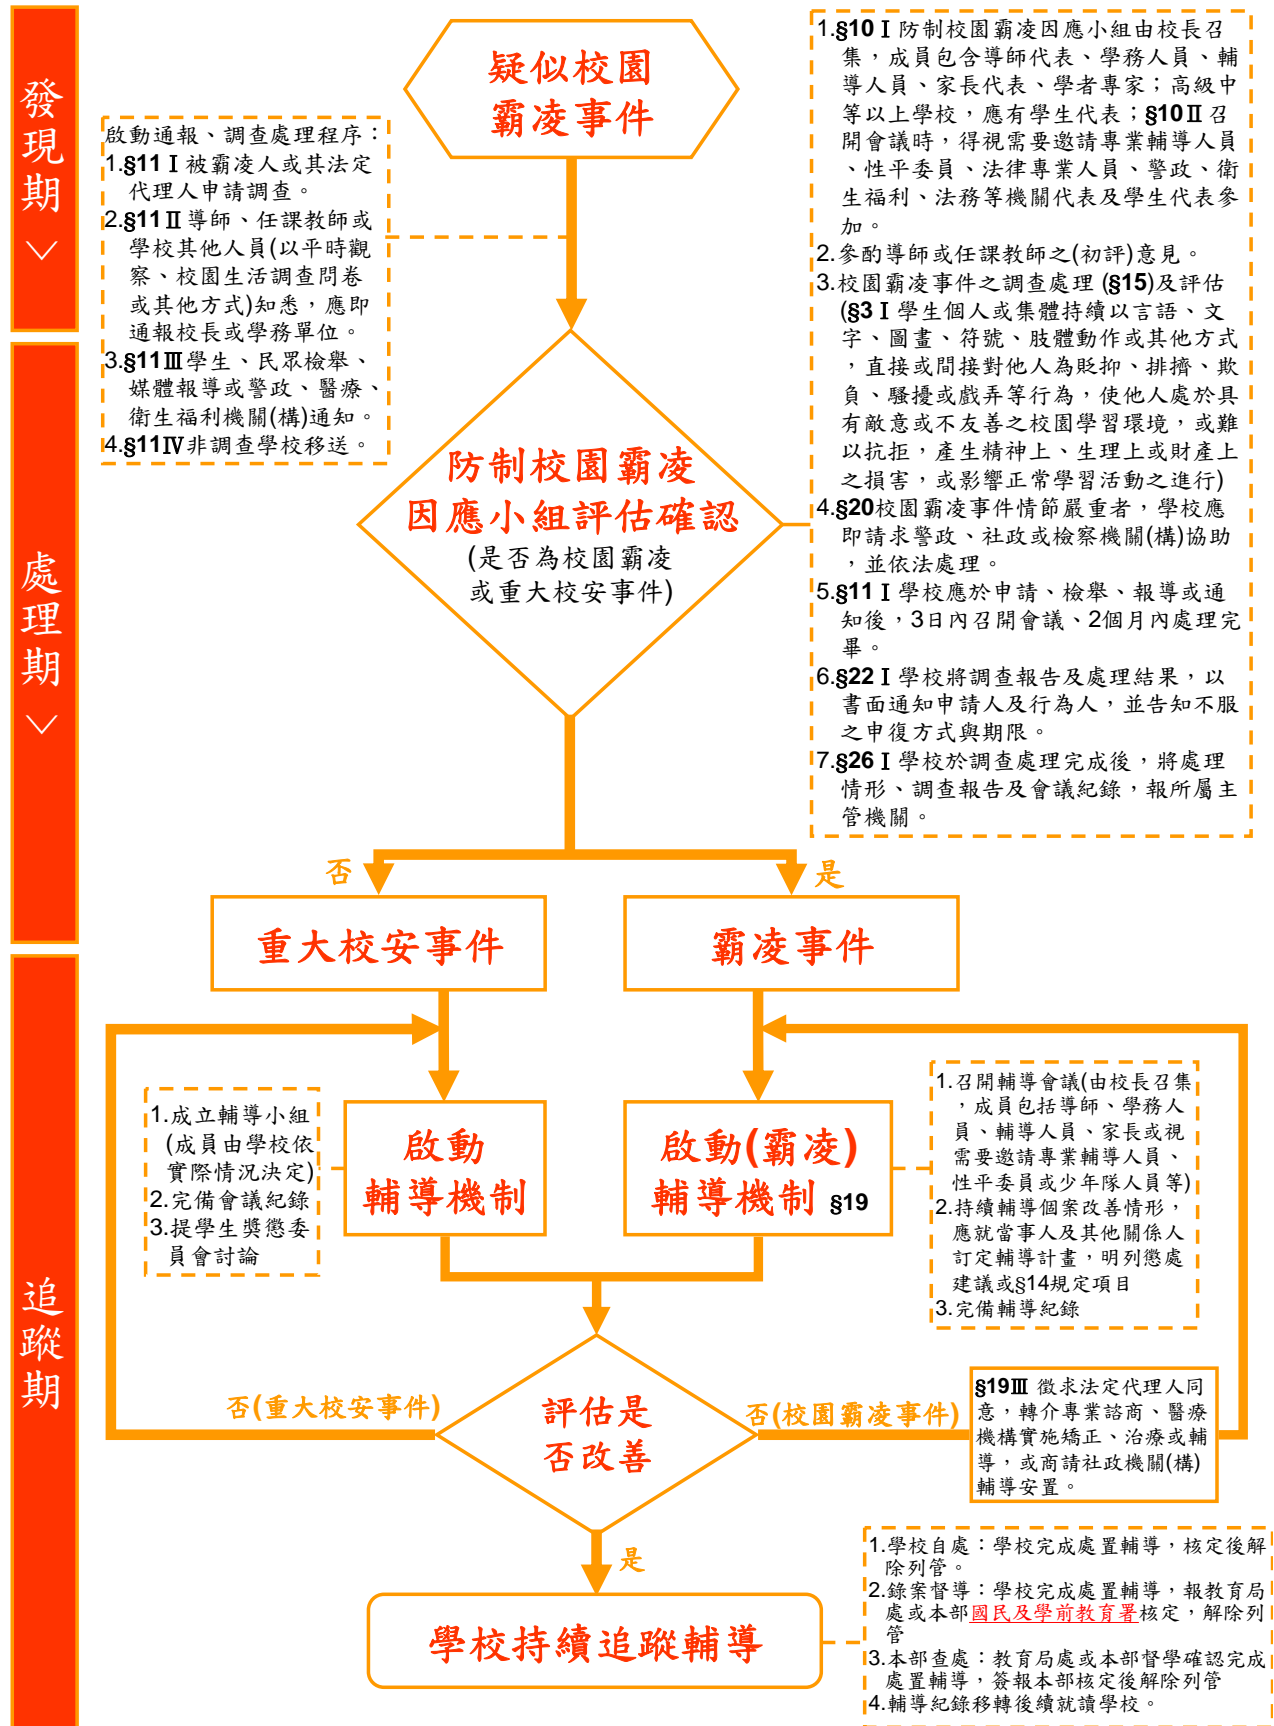 發現期
疑似校園
霸凌事件
啟動通報、調查處理程序：
1.§11Ⅰ被霸凌人或其法定
代理人申請調查。
2.§11Ⅱ導師、任課教師或
學校其他人員(以平時觀
察、校園生活調查問卷
或其他方式)知悉，應即
通報校長或學務單位。
3.§11Ⅲ學生、民眾檢舉、
媒體報導或警政、醫療、
衛生福利機關(構)通知。
4.§11Ⅳ非調查學校移送。
1.§10Ⅰ防制校園霸凌因應小組由校長召
集，成員包含導師代表、學務人員、輔
導人員、家長代表、學者專家；高級中
等以上學校，應有學生代表；§10Ⅱ召
開會議時，得視需要邀請專業輔導人員
、性平委員、法律專業人員、警政、衛
生福利、法務等機關代表及學生代表參
加。
2.參酌導師或任課教師之(初評)意見。
3.校園霸凌事件之調查處理 (§15)及評估
(§3Ⅰ學生個人或集體持續以言語、文
字、圖畫、符號、肢體動作或其他方式
，直接或間接對他人為貶抑、排擠、欺
負、騷擾或戲弄等行為，使他人處於具
有敵意或不友善之校園學習環境，或難
以抗拒，產生精神上、生理上或財產上
之損害，或影響正常學習活動之進行)
4.§20校園霸凌事件情節嚴重者，學校應
即請求警政、社政或檢察機關(構)協助
，並依法處理。
5.§11Ⅰ學校應於申請、檢舉、報導或通
知後，3日內召開會議、2個月內處理完
畢。
6.§22Ⅰ學校將調查報告及處理結果，以
書面通知申請人及行為人，並告知不服
之申復方式與期限。
7.§26Ⅰ學校於調查處理完成後，將處理
情形、調查報告及會議紀錄，報所屬主
管機關。
處理期
防制校園霸凌
因應小組評估確認
(是否為校園霸凌
或重大校安事件)
否
是
重大校安事件
霸凌事件
追蹤期
1.成立輔導小組
(成員由學校依
實際情況決定)
2.完備會議紀錄
3.提學生獎懲委
員會討論
啟動
輔導機制
啟動(霸凌)
輔導機制 §19
1.召開輔導會議(由校長召集
，成員包括導師、學務人
員、輔導人員、家長或視
需要邀請專業輔導人員、
性平委員或少年隊人員等)
2.持續輔導個案改善情形，
應就當事人及其他關係人
訂定輔導計畫，明列懲處
建議或§14規定項目
3.完備輔導紀錄
否(重大校安事件)
評估是
否改善
否(校園霸凌事件)
§19Ⅲ 徵求法定代理人同
意，轉介專業諮商、醫療
機構實施矯正、治療或輔
導，或商請社政機關(構)
輔導安置。
是
學校持續追蹤輔導
1.學校自處：學校完成處置輔導，核定後解
除列管。
2.錄案督導：學校完成處置輔導，報教育局
處或本部國民及學前教育署核定，解除列
管
3.本部查處：教育局處或本部督學確認完成
處置輔導，簽報本部核定後解除列管
4.輔導紀錄移轉後續就讀學校。